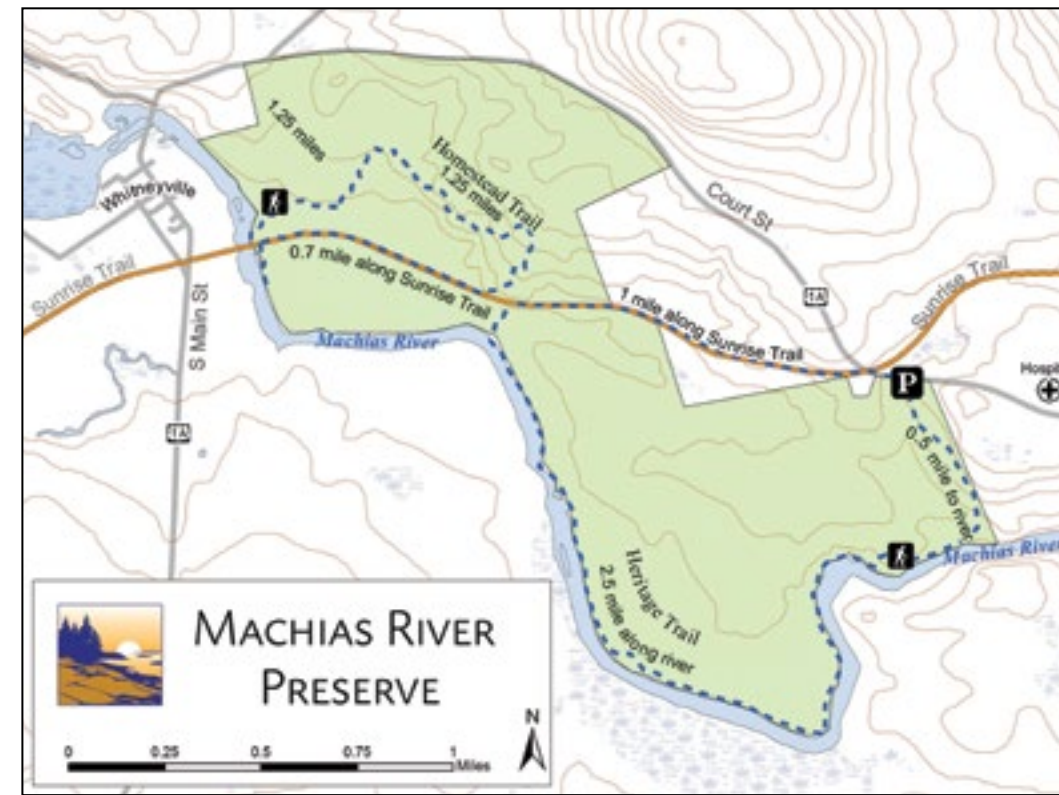 1.25 miles
Homestead Trail
1.25 miles
Whitneyville
Court St
Sunrise Trail
0.7 mile along Sunrise Trail
1A
Sunrise Trail
S Main St
Machias River
1 mile along Sunrise Trail
P
Hospi
1A
0.5 mile to river
Machias River
Heritage Trail
2.5 mile along river
MACHIAS RIVER
PRESERVE
N
0 0.25 0.5 0.75 1
Miles